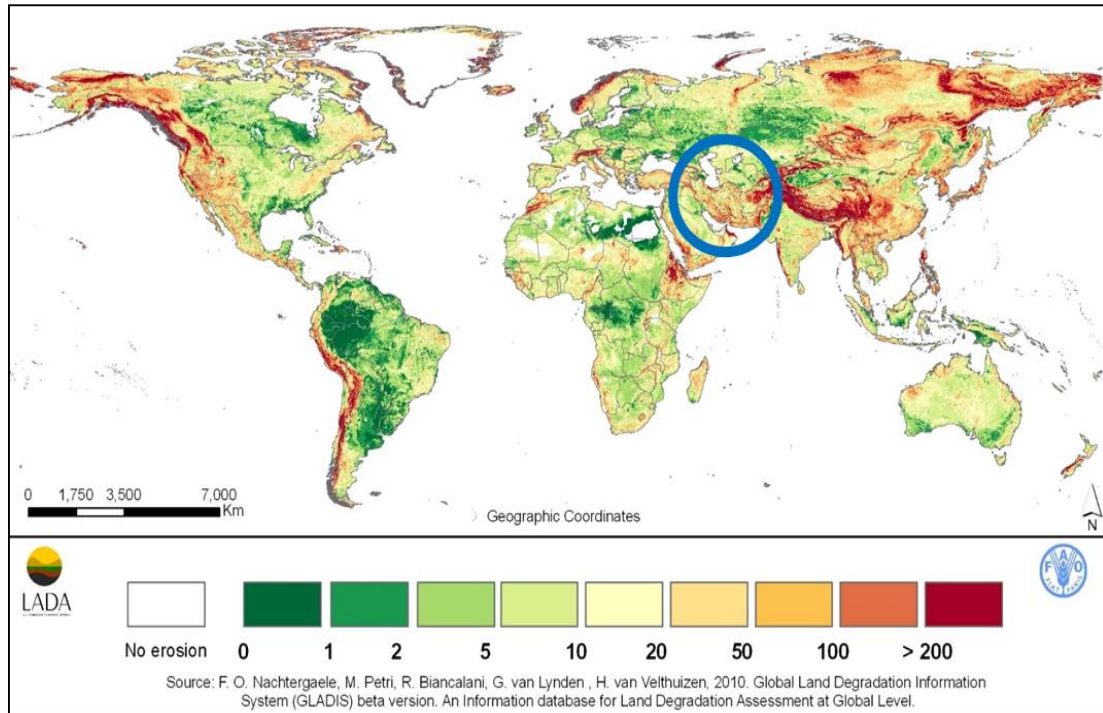 0 1,750 3,500 7,000
Km
Geographic Coordinates
N
LADA
F A O
FIAT PANIS
No erosion 0 1 2 5 10 20 50 100 > 200
Source: F. O. Nachtergaele, M. Petri, R. Biancalani, G. van Lynden , H. van Velthuizen, 2010. Global Land Degradation Information
System (GLADIS) beta version. An Information database for Land Degradation Assessment at Global Level.